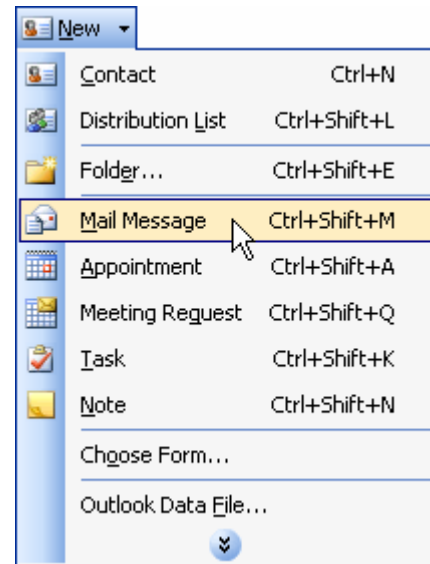 New
Contact Ctrl+N
Distribution List Ctrl+Shift+L
Folder... Ctrl+Shift+E
Mail Message Ctrl+Shift+M
Appointment Ctrl+Shift+A
Meeting Request Ctrl+Shift+Q
Task Ctrl+Shift+K
Note Ctrl+Shift+N
Choose Form...
Outlook Data File...